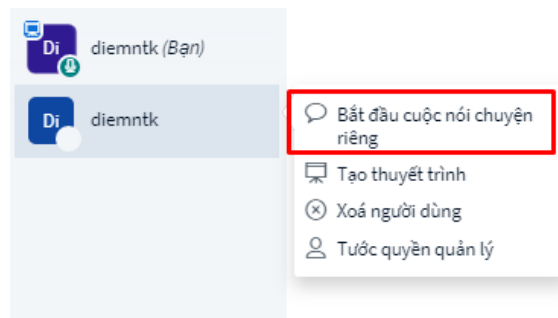 Di diemntk (Bạn)
Di diemntk
Bắt đầu cuộc nói chuyện
riêng
Tạo thuyết trình
Xoá người dùng
Tước quyền quản lý